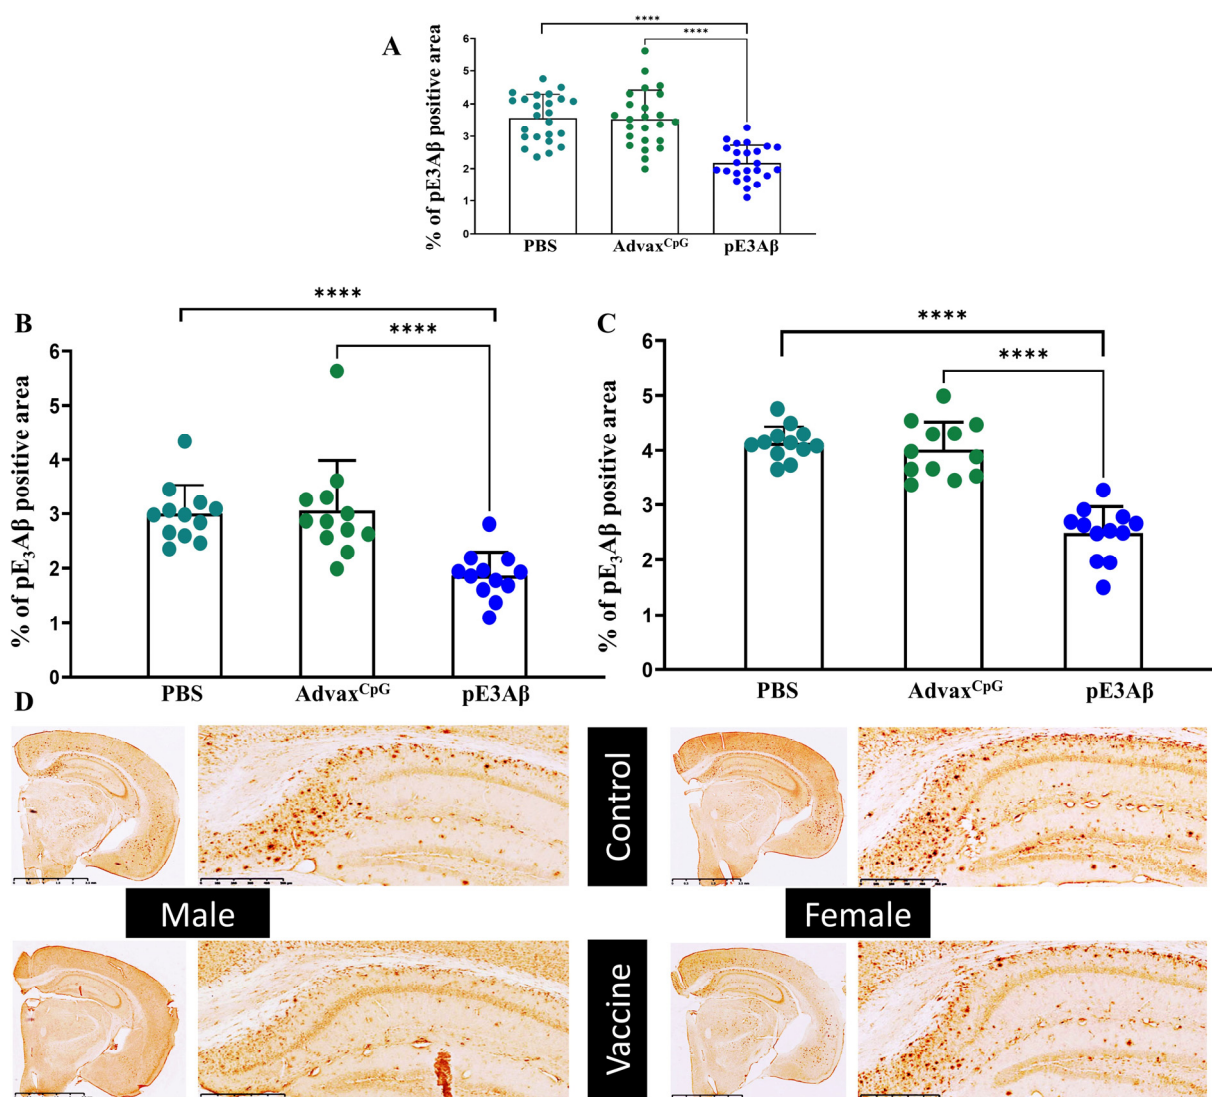 A
% of pE3Aβ positive area
6
5
4
3
2
1
0
****
****
PBS
Advax^CpG
pE3Aβ
B
% of pE₃Aβ positive area
6
5
4
3
2
1
0
****
****
PBS
Advax^CpG
pE3Aβ
C
% of pE₃Aβ positive area
6
5
4
3
2
1
0
****
****
PBS
Advax^CpG
pE3Aβ
D
Control
Male
Female
Vaccine